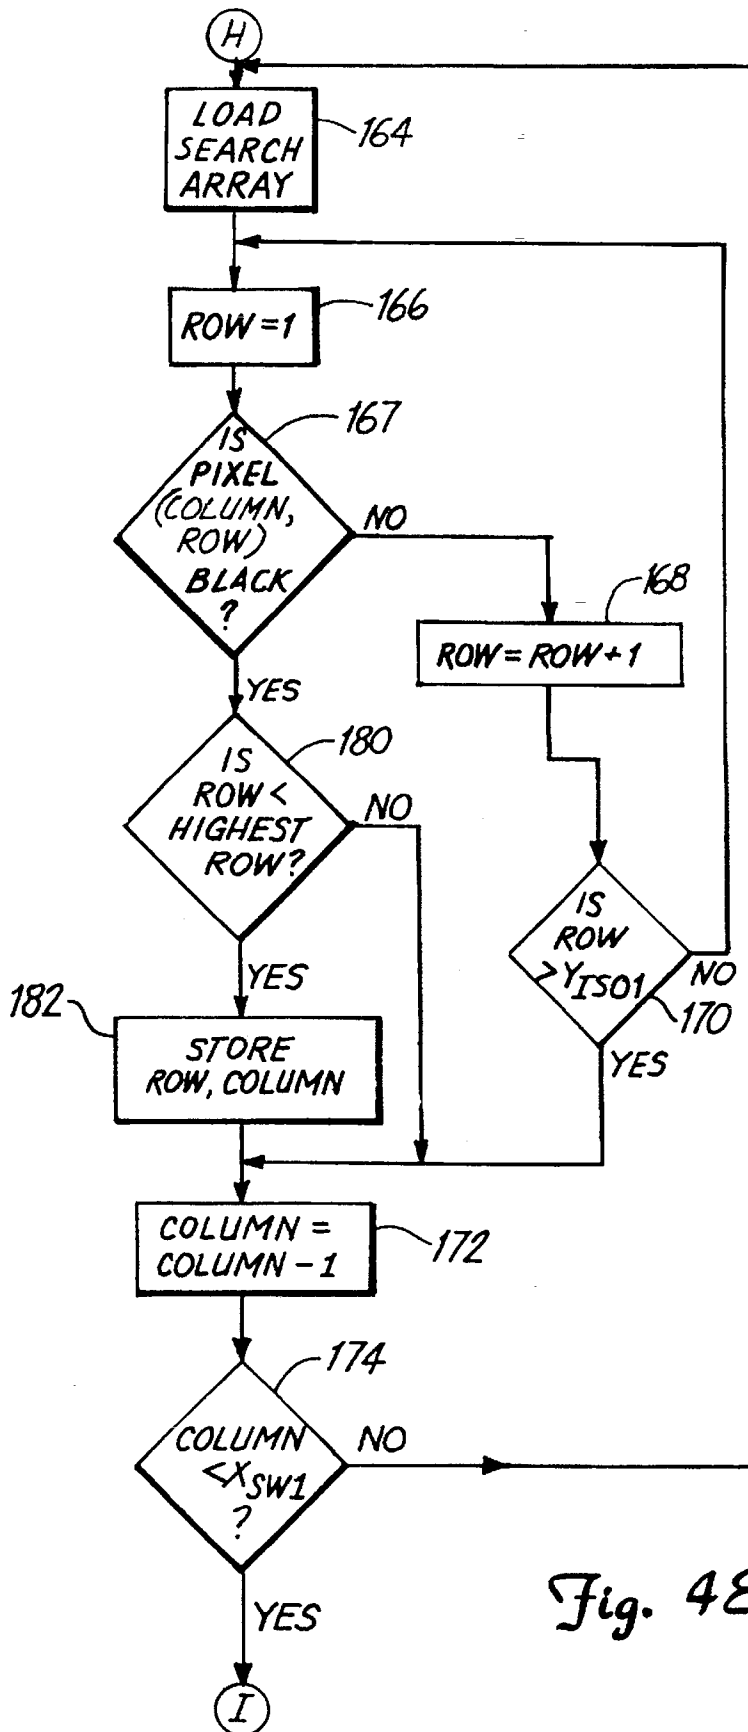 H
LOAD
SEARCH
ARRAY
164
ROW = 1
166
IS
PIXEL
(COLUMN,
ROW)
BLACK
?
167
NO
YES
168
ROW = ROW + 1
IS
ROW <
HIGHEST
ROW?
180
NO
YES
IS
ROW
> YISO1
170
NO
YES
182
STORE
ROW, COLUMN
COLUMN =
COLUMN - 1
172
174
COLUMN
< XSW1
?
NO
YES
I